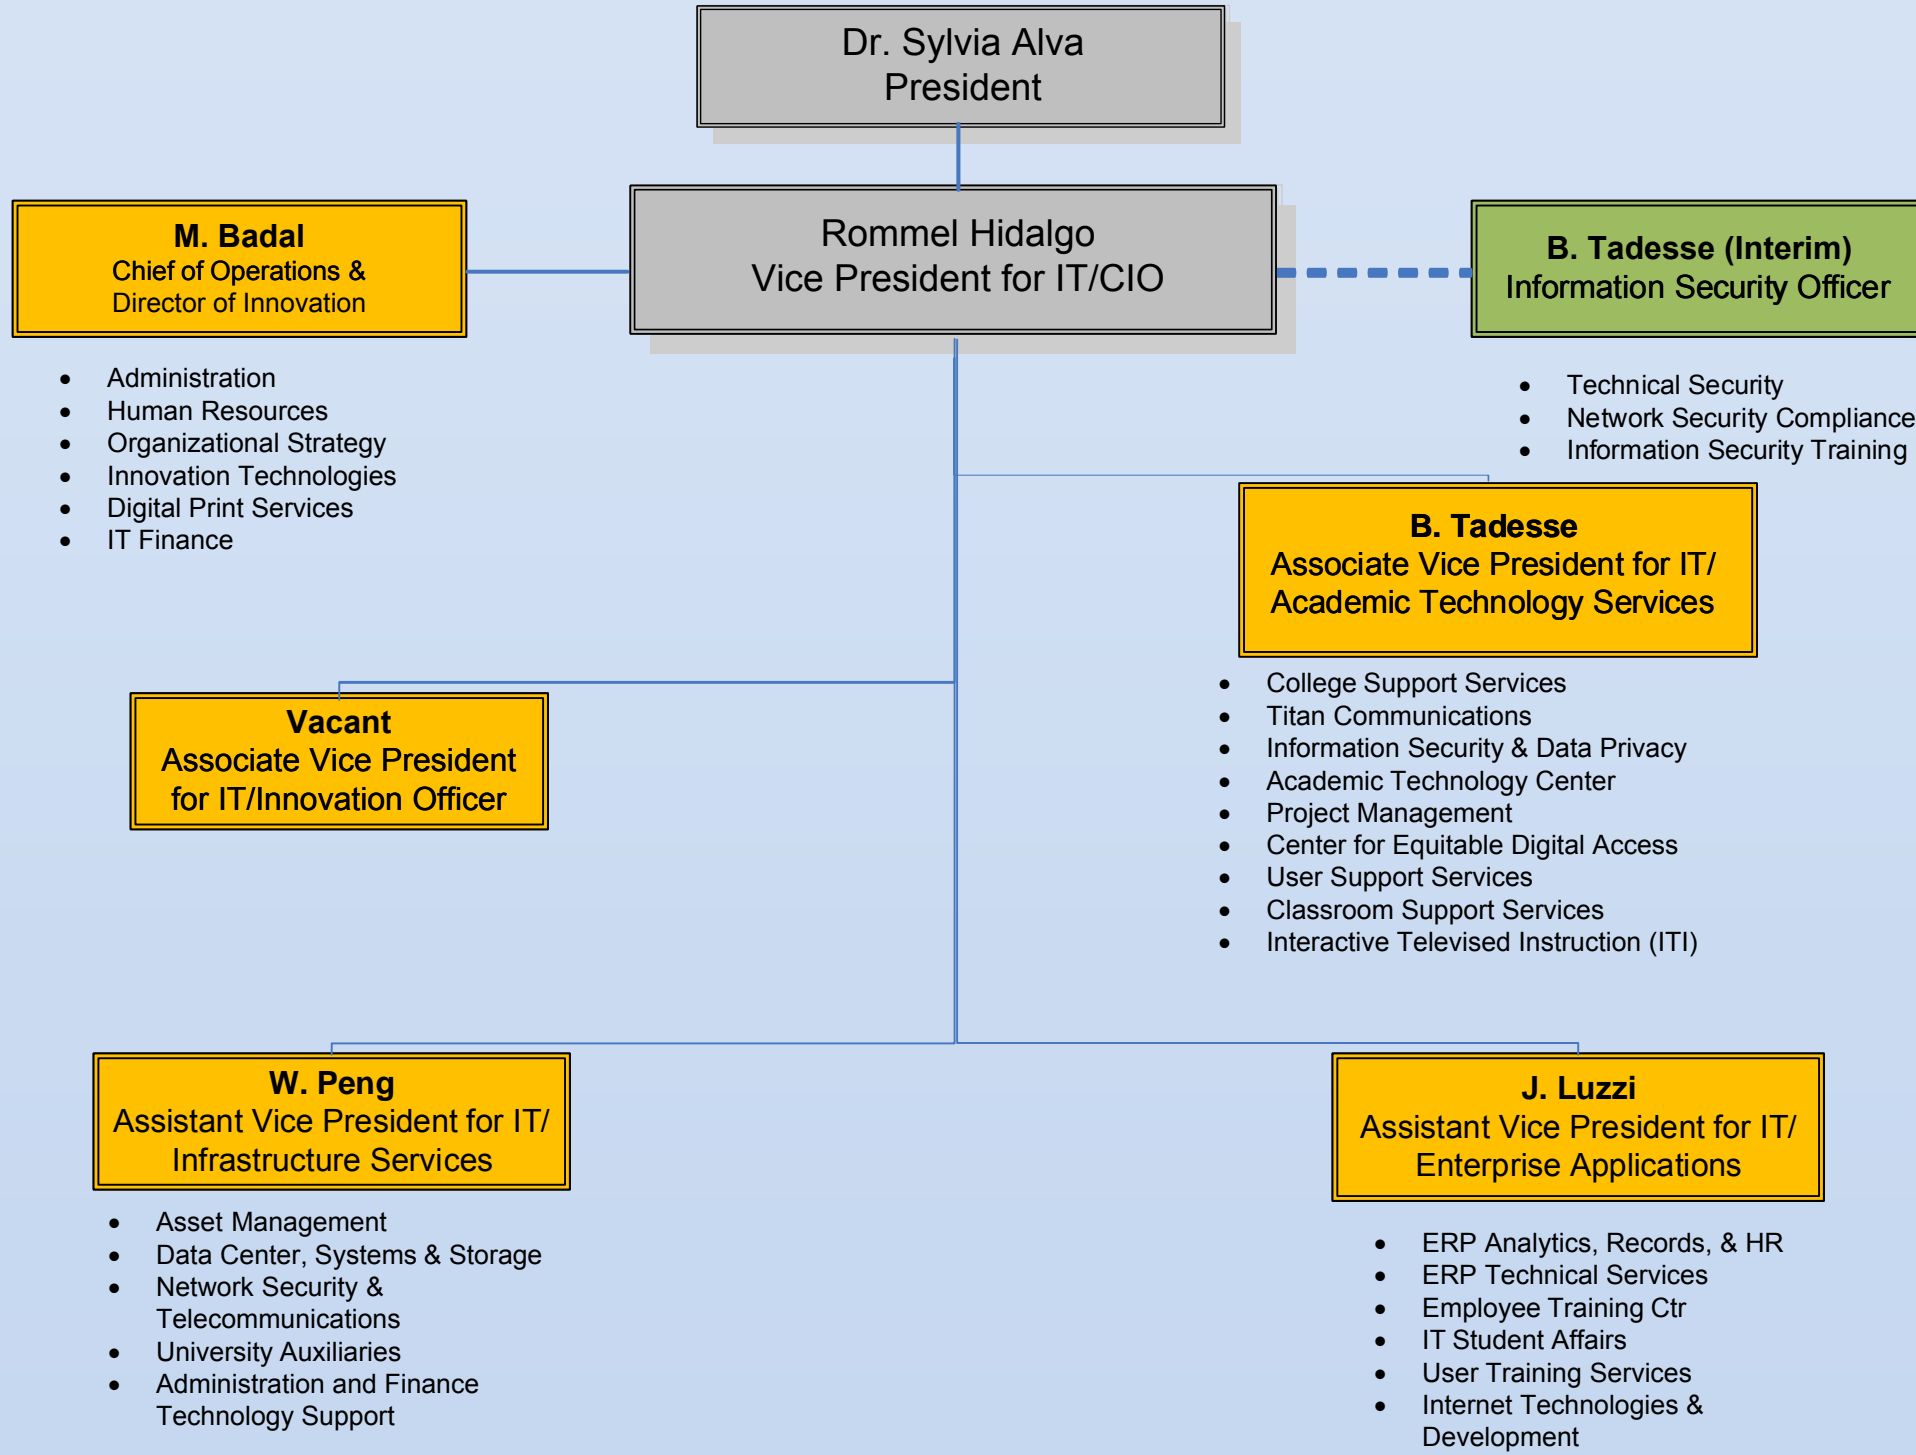 Dr. Sylvia Alva
President
Rommel Hidalgo
Vice President for IT/CIO
M. Badal
Chief of Operations &
Director of Innovation
• Administration
• Human Resources
• Organizational Strategy
• Innovation Technologies
• Digital Print Services
• IT Finance
B. Tadesse (Interim)
Information Security Officer
• Technical Security
• Network Security Compliance
• Information Security Training
B. Tadesse
Associate Vice President for IT/
Academic Technology Services
• College Support Services
• Titan Communications
• Information Security & Data Privacy
• Academic Technology Center
• Project Management
• Center for Equitable Digital Access
• User Support Services
• Classroom Support Services
• Interactive Televised Instruction (ITI)
Vacant
Associate Vice President
for IT/Innovation Officer
W. Peng
Assistant Vice President for IT/
Infrastructure Services
• Asset Management
• Data Center, Systems & Storage
• Network Security &
Telecommunications
• University Auxiliaries
• Administration and Finance
Technology Support
J. Luzzi
Assistant Vice President for IT/
Enterprise Applications
• ERP Analytics, Records, & HR
• ERP Technical Services
• Employee Training Ctr
• IT Student Affairs
• User Training Services
• Internet Technologies &
Development